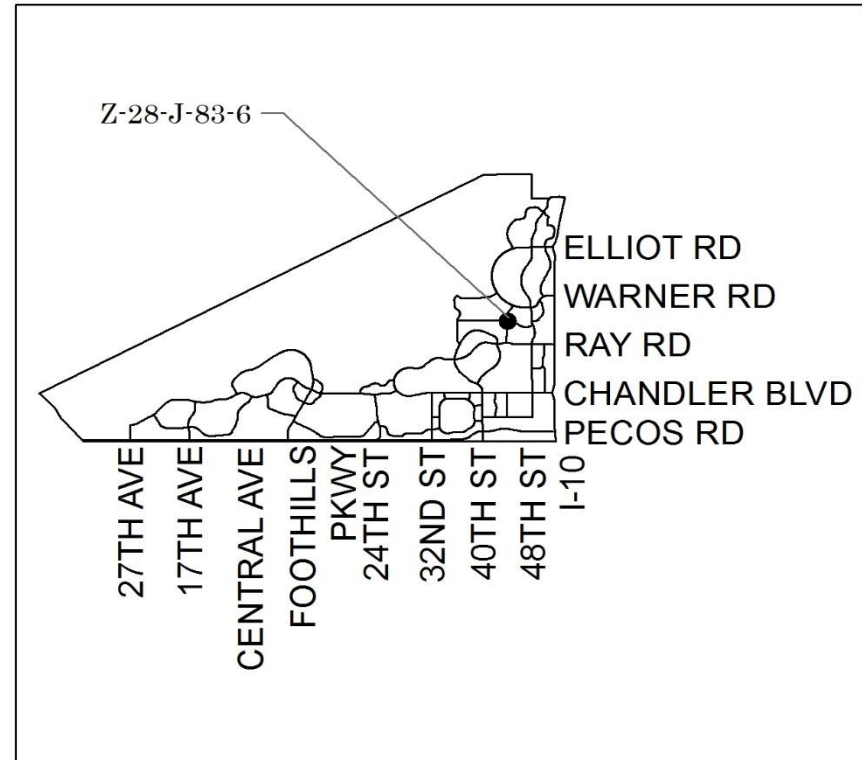 Z-28-J-83-6
ELLIOT RD
WARNER RD
RAY RD
CHANDLER BLVD
PECOS RD
27TH AVE
17TH AVE
CENTRAL AVE
FOOTHILLS
PKWY
24TH ST
32ND ST
40TH ST
48TH ST
I-10